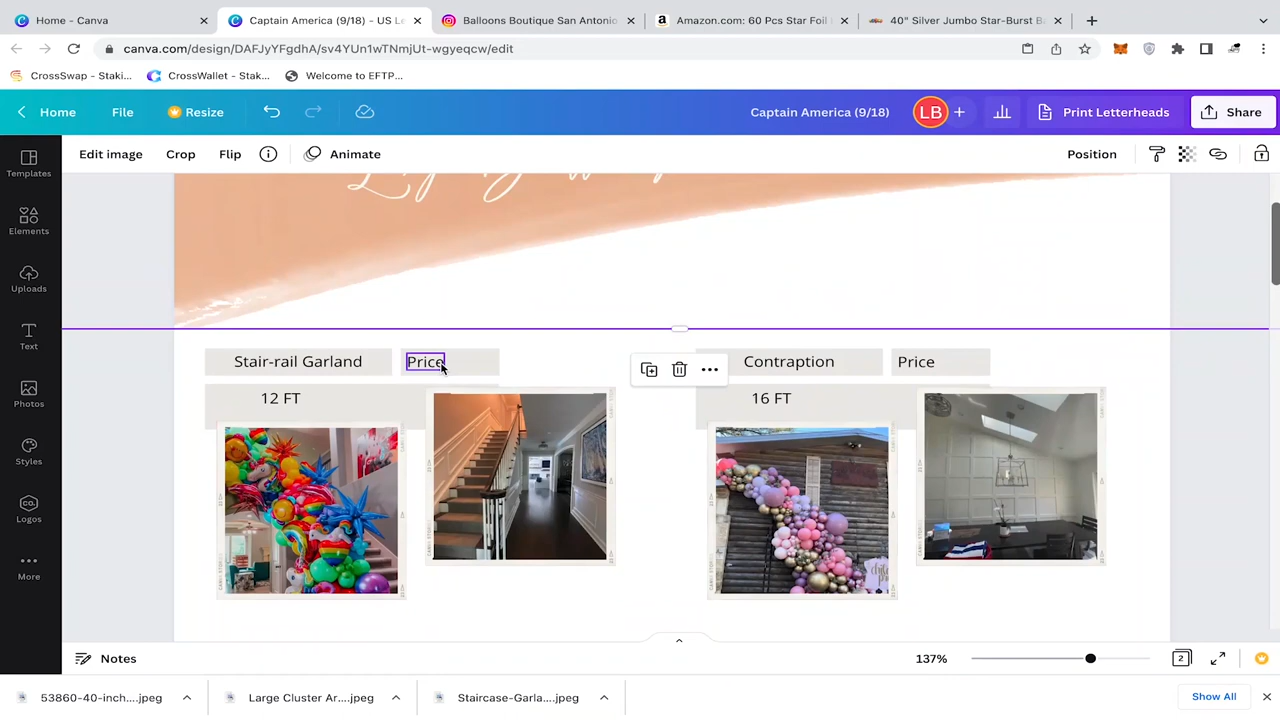 Home - Canva
Captain America (9/18) - US Le
Balloons Boutique San Antonio
Amazon.com: 60 Pcs Star Foil
40" Silver Jumbo Star-Burst Ba
canva.com/design/DAFJyYFgdhA/sv4YUn1wTNmjUt-wgyeqcw/edit
CrossSwap - Staki...
CrossWallet - Stak...
Welcome to EFTP...
Home
File
Resize
Captain America (9/18)
LB
Print Letterheads
Share
Edit image
Crop
Flip
Animate
Position
Templates
Elements
Uploads
Text
Photos
Styles
CO.
Logos
More
Stair-rail Garland
Price
Contraption
Price
12 FT
16 FT
Notes
137%
2
53860-40-inch....jpeg
Large Cluster Ar....jpeg
Staircase-Garla....jpeg
Show All